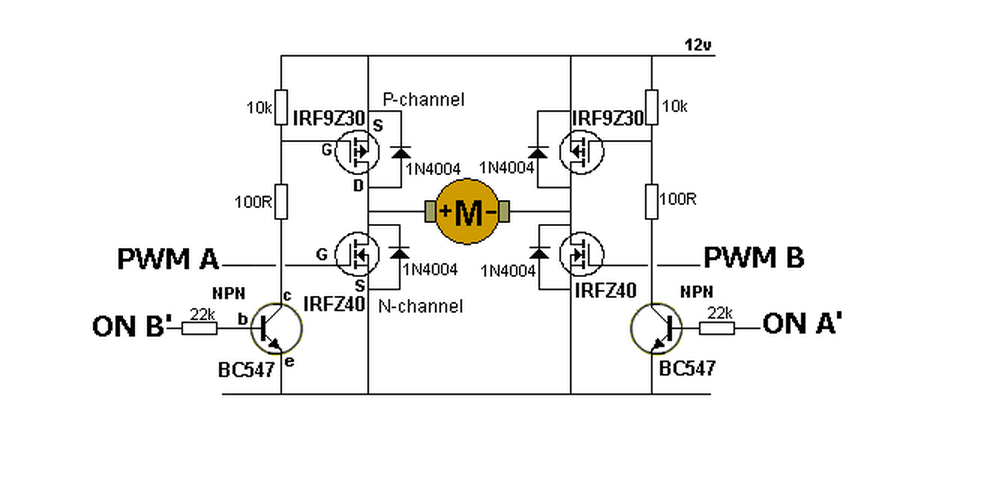 12v
10k
IRF9Z30
P-channel
S
G
D
1N4004
IRF9Z30
10k
1N4004
100R
+M-
100R
PWM A
G
S
1N4004
IRFZ40
N-channel
1N4004
IRFZ40
PWM B
NPN
c
b
e
22k
ON B'
BC547
NPN
22k
ON A'
BC547